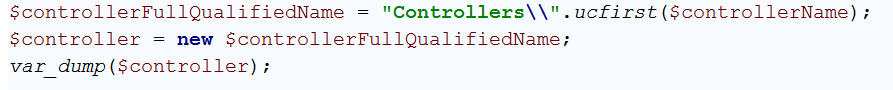 $controllerFullQualifiedName = "Controllers\\".ucfirst($controllerName);
$controller = new $controllerFullQualifiedName;
var_dump($controller);